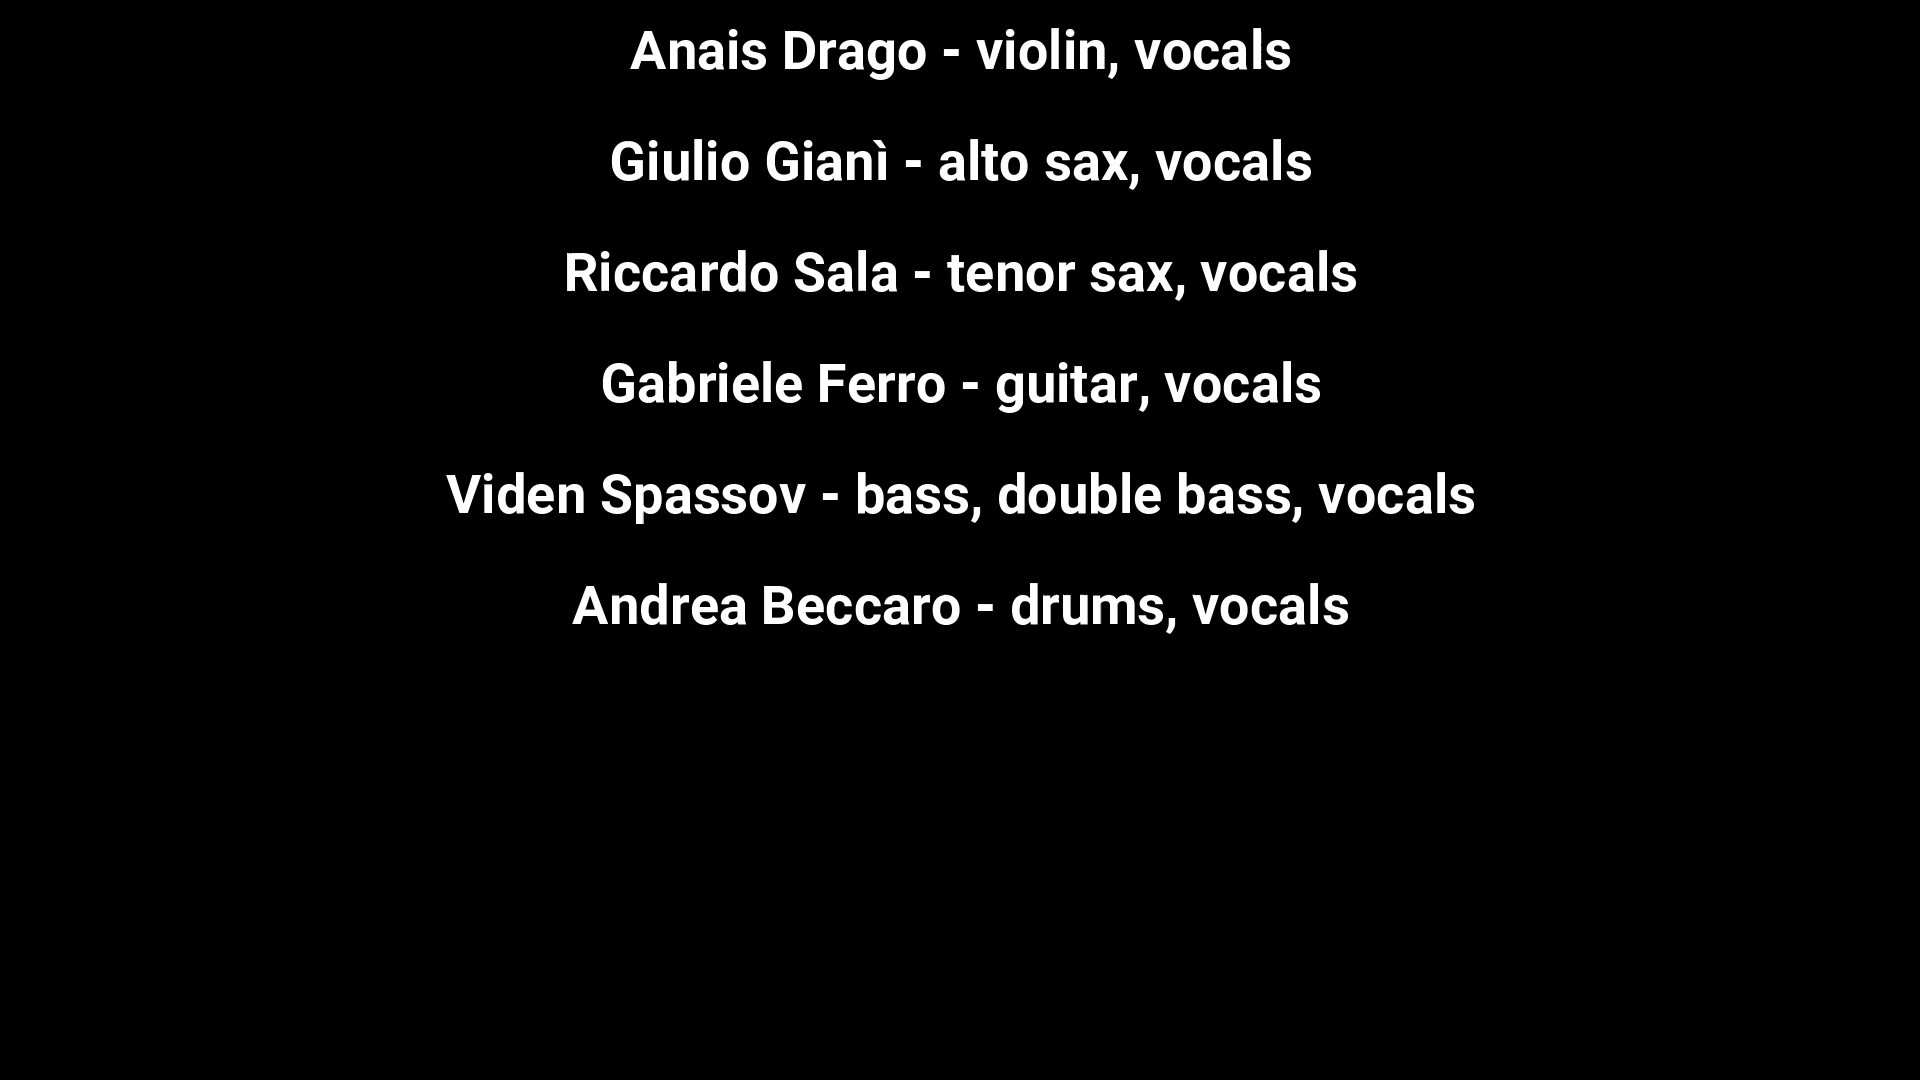 Anais Drago - violin, vocals
Giulio Gianì - alto sax, vocals
Riccardo Sala - tenor sax, vocals
Gabriele Ferro - guitar, vocals
Viden Spassov - bass, double bass, vocals
Andrea Beccaro - drums, vocals